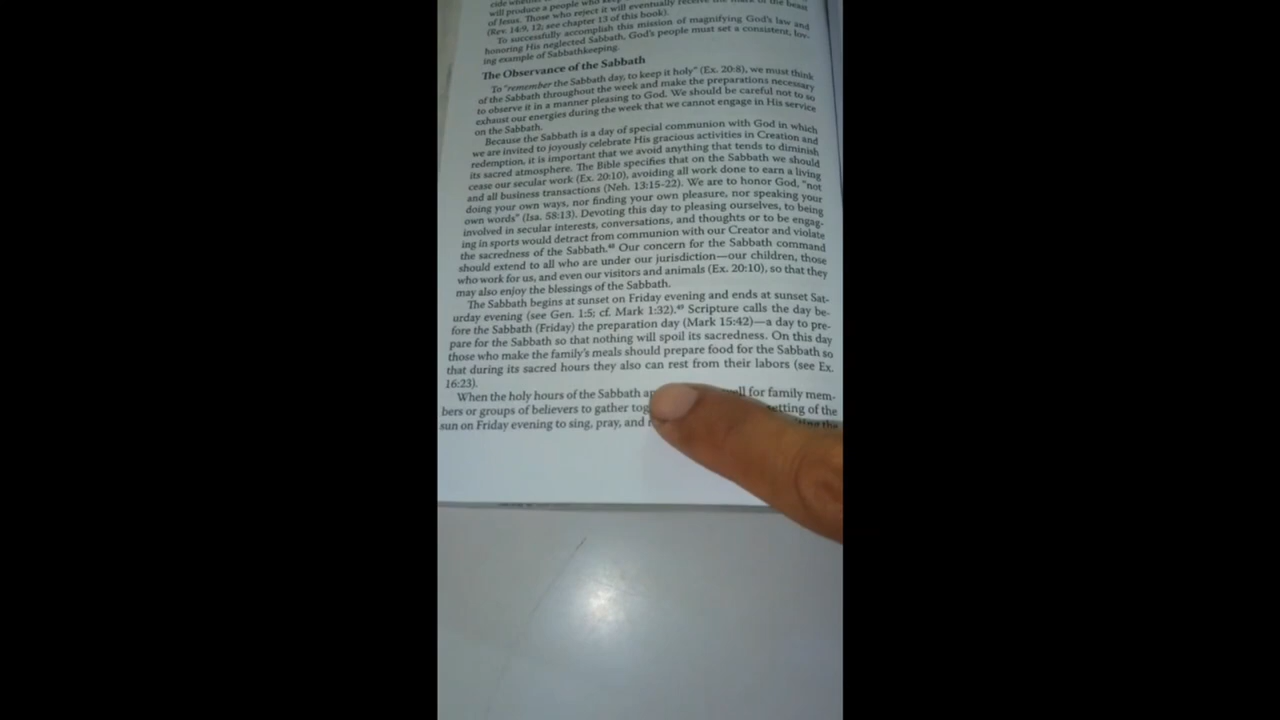 will produce a people who
of Jesus. Those who reject it will eventually receive the mark of the beast
(Rev. 14:9, 12; see chapter 13 of this book).
To successfully accomplish this mission of magnifying God's law and
honoring His neglected Sabbath, God's people must set a consistent, lov-
ing example of Sabbathkeeping.
The Observance of the Sabbath
To "remember the Sabbath day, to keep it holy" (Ex. 20:8), we must think
of the Sabbath throughout the week and make the preparations necessary
to observe it in a manner pleasing to God. We should be careful not to so
exhaust our energies during the week that we cannot engage in His service
on the Sabbath.
Because the Sabbath is a day of special communion with God in which
we are invited to joyously celebrate His gracious activities in Creation and
redemption, it is important that we avoid anything that tends to diminish
its sacred atmosphere. The Bible specifies that on the Sabbath we should
cease our secular work (Ex. 20:10), avoiding all work done to earn a living
and all business transactions (Neh. 13:15-22). We are to honor God, "not
doing your own ways, nor finding your own pleasure, nor speaking your
own words" (Isa. 58:13). Devoting this day to pleasing ourselves, to being
involved in secular interests, conversations, and thoughts or to be engag-
ing in sports would detract from communion with our Creator and violate
the sacredness of the Sabbath.⁴⁸ Our concern for the Sabbath command
should extend to all who are under our jurisdiction—our children, those
who work for us, and even our visitors and animals (Ex. 20:10), so that they
may also enjoy the blessings of the Sabbath.
The Sabbath begins at sunset on Friday evening and ends at sunset Sat-
urday evening (see Gen. 1:5; cf. Mark 1:32).⁴⁹ Scripture calls the day be-
fore the Sabbath (Friday) the preparation day (Mark 15:42)—a day to pre-
pare for the Sabbath so that nothing will spoil its sacredness. On this day
those who make the family's meals should prepare food for the Sabbath so
that during its sacred hours they also can rest from their labors (see Ex.
16:23).
When the holy hours of the Sabbath for family mem-
bers or groups of believers to gather setting of the
sun on Friday evening to sing, pray, and the